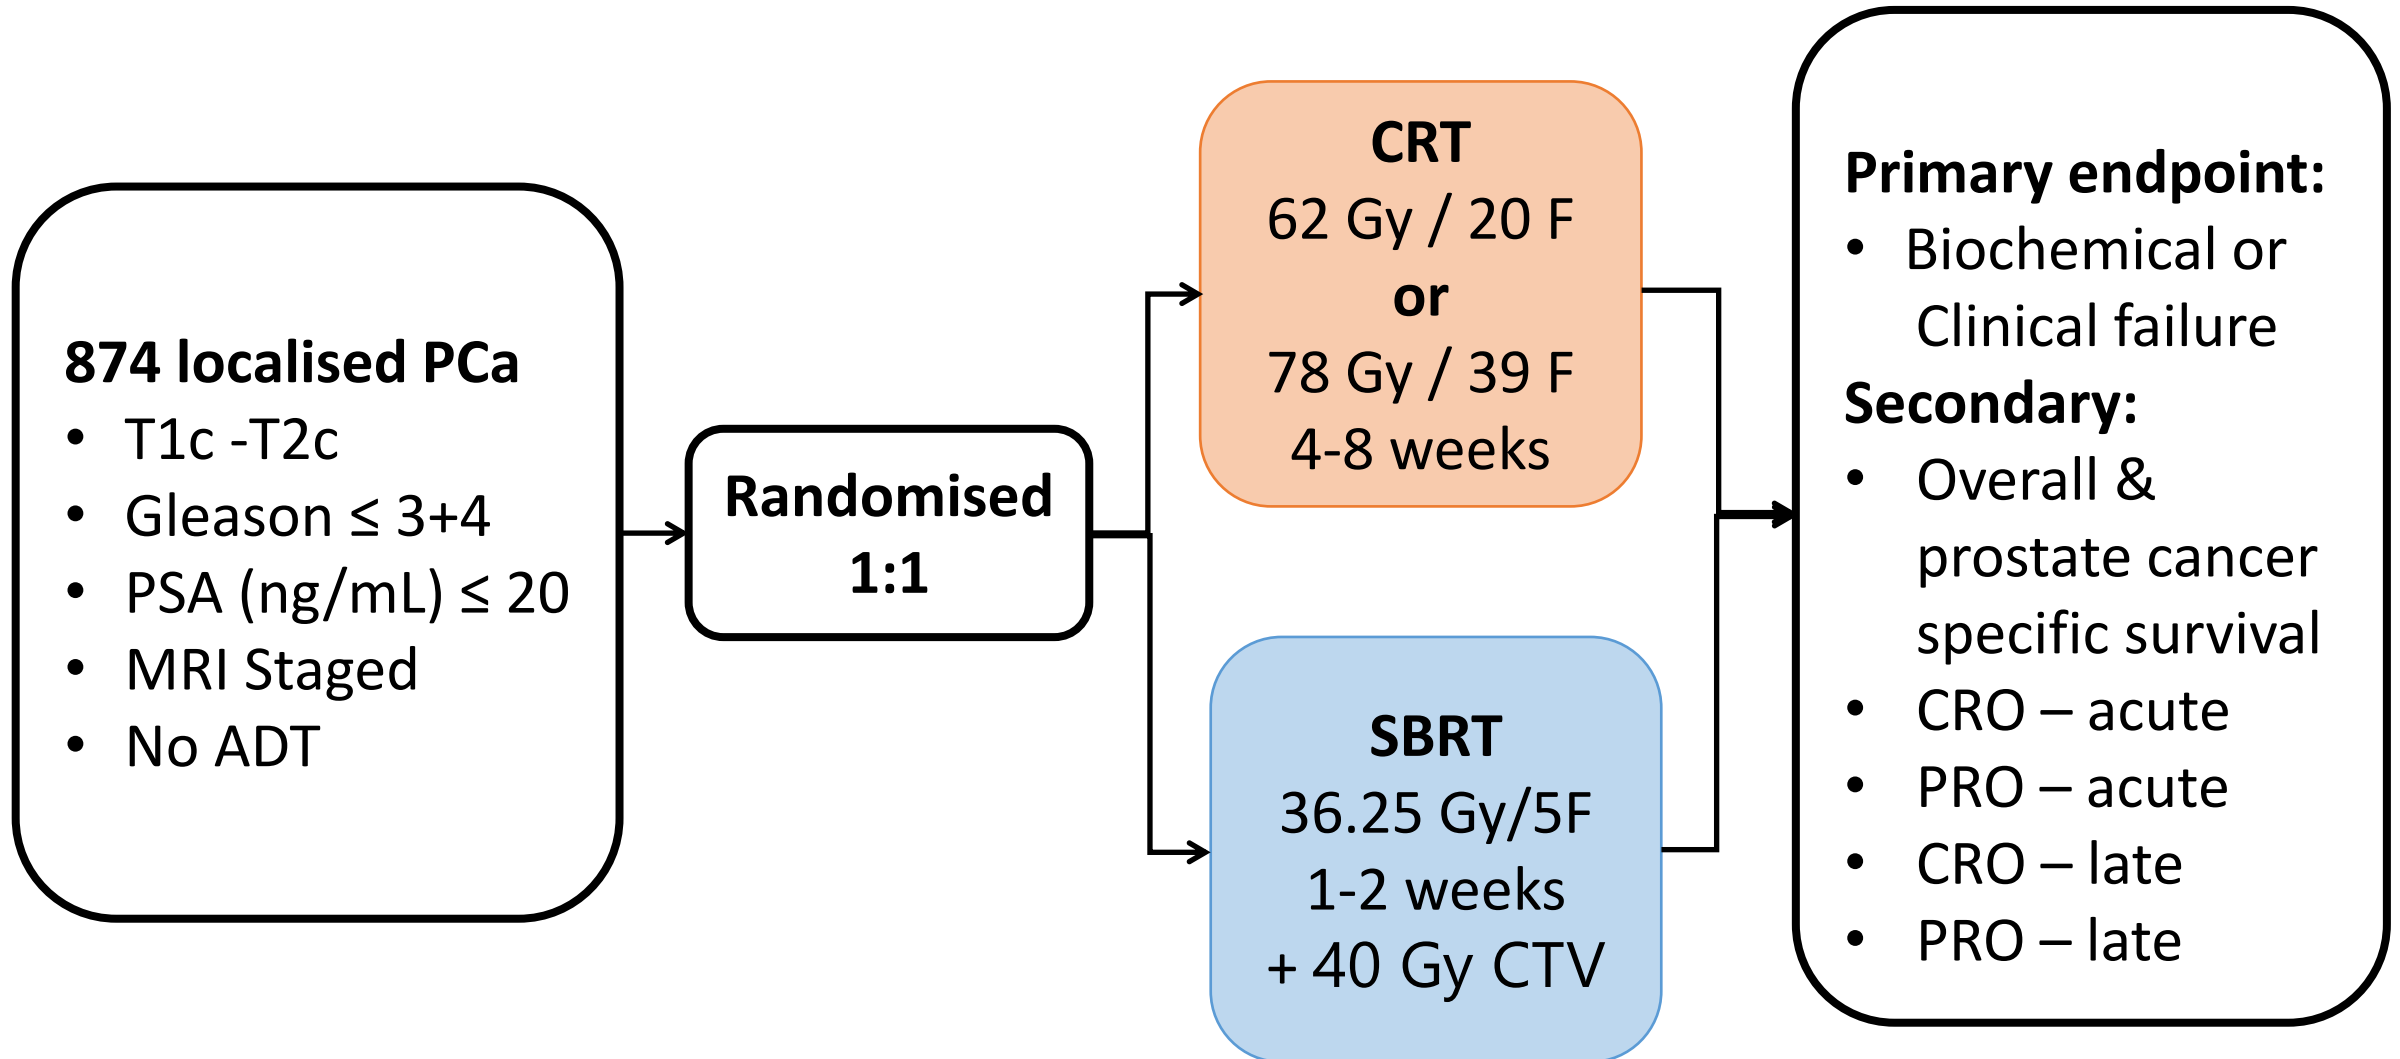 874 localised PCa
• T1c -T2c
• Gleason ≤ 3+4
• PSA (ng/mL) ≤ 20
• MRI Staged
• No ADT
Randomised
1:1
CRT
62 Gy / 20 F
or
78 Gy / 39 F
4-8 weeks
SBRT
36.25 Gy/5F
1-2 weeks
+ 40 Gy CTV
Primary endpoint:
• Biochemical or
Clinical failure
Secondary:
• Overall &
prostate cancer
specific survival
• CRO – acute
• PRO – acute
• CRO – late
• PRO – late